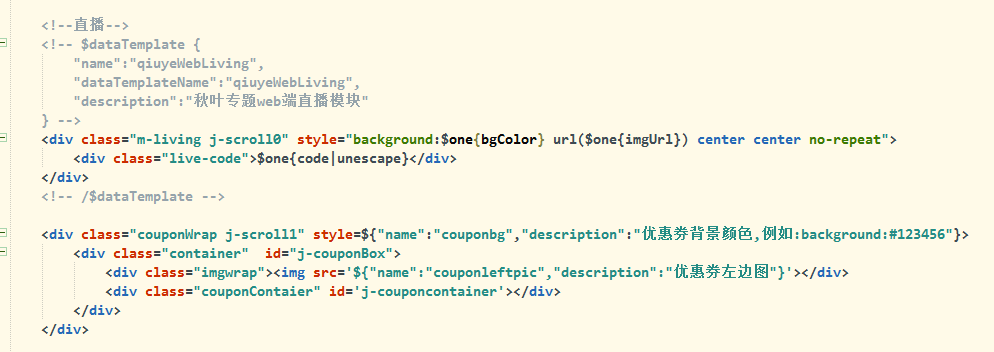 <!--直播-->
<!-- $dataTemplate {
"name":"qiuyeWebLiving",
"dataTemplateName":"qiuyeWebLiving",
"description":"秋叶专题web端直播模块"
} -->
<div class="m-living j-scroll0" style="background:$one{bgColor} url($one{imgUrl}) center center no-repeat">
<div class="live-code">$one{code|unescape}</div>
</div>
<!-- /$dataTemplate -->
<div class="couponWrap j-scroll1" style=${"name":"couponbg","description":"优惠券背景颜色,例如:background:#123456"}>
<div class="container"  id="j-couponBox">
<div class="imgwrap"><img src='${"name":"couponleftpic","description":"优惠券左边图"}'></div>
<div class="couponContaier" id='j-couponcontainer'></div>
</div>
</div>